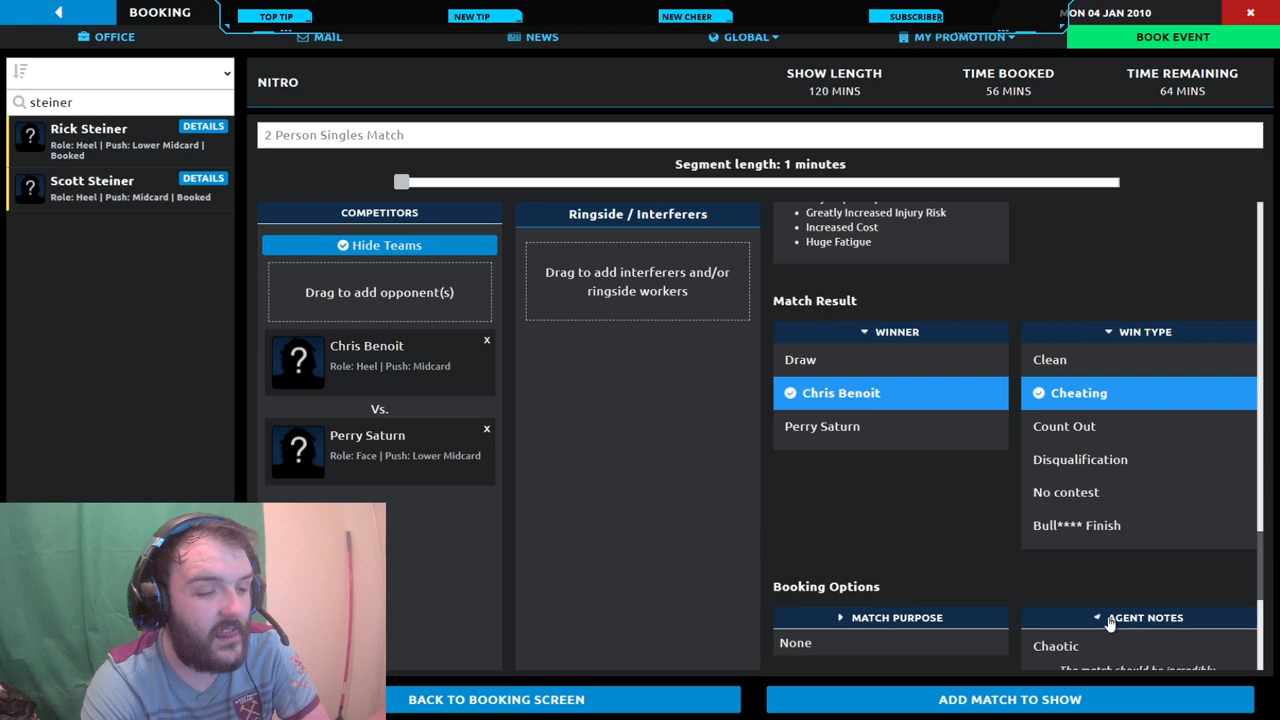 BOOKING
TOP TIP
NEW TIP
NEW CHEER
SUBSCRIBER
MON 04 JAN 2010
OFFICE
MAIL
NEWS
GLOBAL
MY PROMOTION
BOOK EVENT
steiner
NITRO
SHOW LENGTH
120 MINS
TIME BOOKED
56 MINS
TIME REMAINING
64 MINS
Rick Steiner
DETAILS
Role: Heel | Push: Lower Midcard |
Booked
Scott Steiner
DETAILS
Role: Heel | Push: Midcard | Booked
2 Person Singles Match
Segment length: 1 minutes
COMPETITORS
Hide Teams
Drag to add opponent(s)
Chris Benoit
x
Role: Heel | Push: Midcard
Vs.
Perry Saturn
x
Role: Face | Push: Lower Midcard
Ringside / Interferers
Drag to add interferers and/or
ringside workers
Greatly Increased Injury Risk
Increased Cost
Huge Fatigue
Match Result
WINNER
Draw
Chris Benoit
Perry Saturn
WIN TYPE
Clean
Cheating
Count Out
Disqualification
No contest
Bull**** Finish
Booking Options
MATCH PURPOSE
None
AGENT NOTES
Chaotic
The match should be incredibly
BACK TO BOOKING SCREEN
ADD MATCH TO SHOW